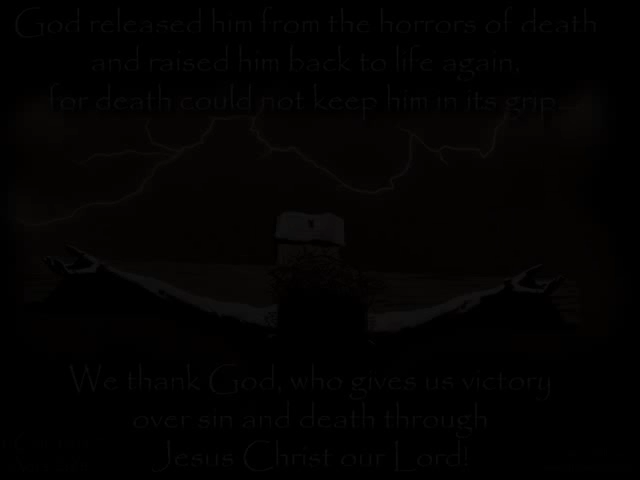 God released him from the horrors of death
and raised him back to life again,
for death could not keep him in its grip...
We thank God, who gives us victory
over sin and death through
Jesus Christ our Lord!